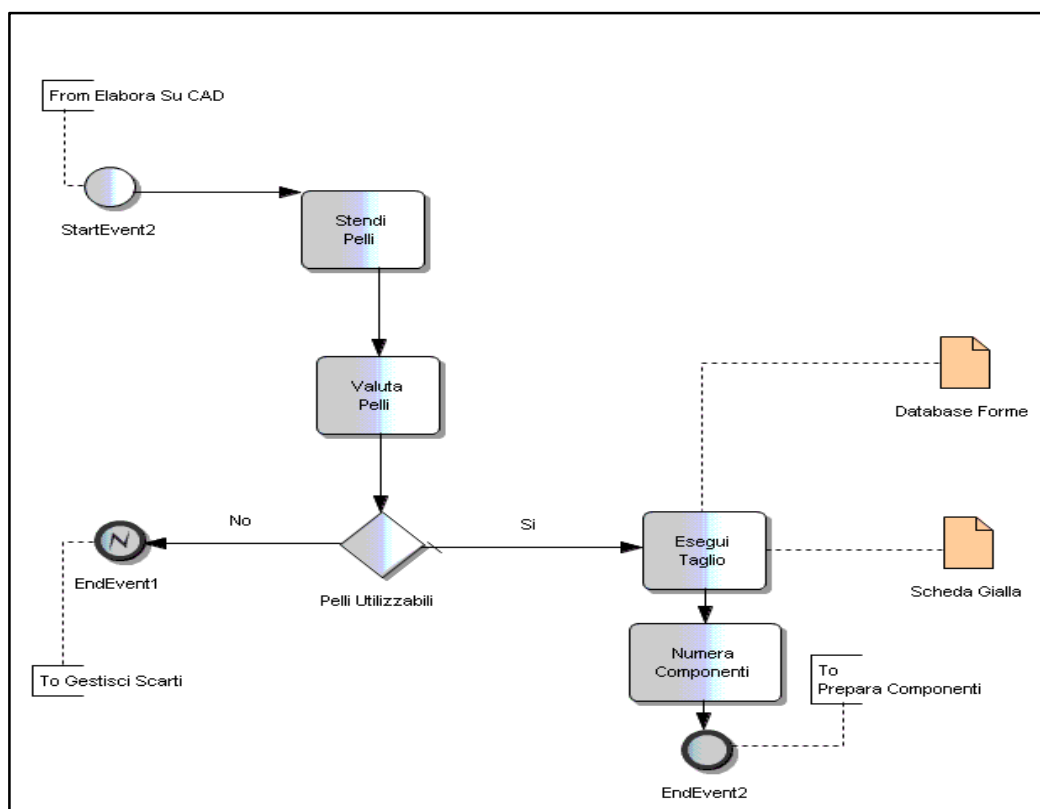 From Elabora Su CAD
StartEvent2
Stendi
Pelli
Valuta
Pelli
Database Forme
No
Si
Esegui
Taglio
EndEvent1
Pelli Utilizzabili
Scheda Gialla
To Gestisci Scarti
Numera
Componenti
To
Prepara Componenti
EndEvent2